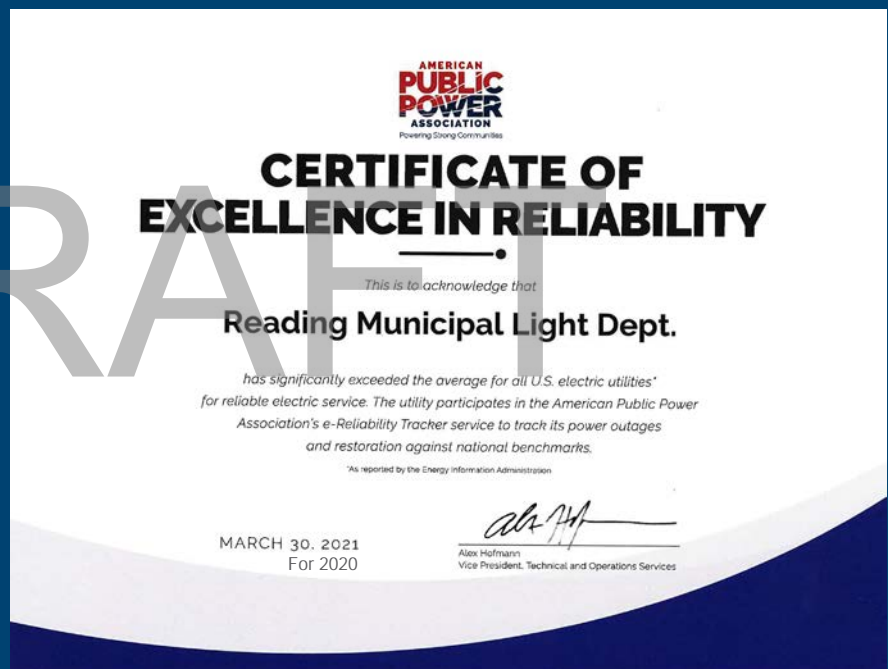 AMERICAN
PUBLIC
POWER
ASSOCIATION
Powering Strong Communities
CERTIFICATE OF
EXCELLENCE IN RELIABILITY
This is to acknowledge that
Reading Municipal Light Dept.
has significantly exceeded the average for all U.S. electric utilities*
for reliable electric service. The utility participates in the American Public Power
Association's e-Reliability Tracker service to track its power outages
and restoration against national benchmarks.
*As reported by the Energy Information Administration
MARCH 30, 2021
For 2020
Alex Hofmann
Vice President, Technical and Operations Services
RAFT